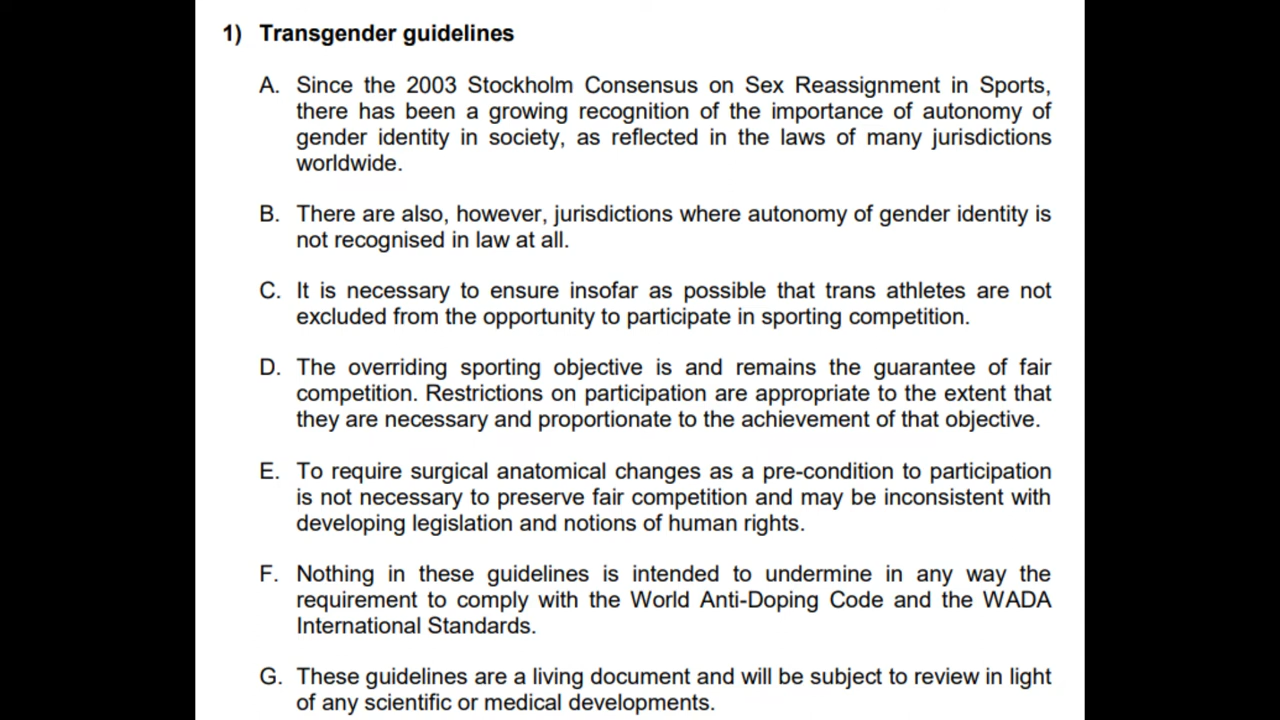 1) Transgender guidelines
A. Since the 2003 Stockholm Consensus on Sex Reassignment in Sports,
there has been a growing recognition of the importance of autonomy of
gender identity in society, as reflected in the laws of many jurisdictions
worldwide.
B. There are also, however, jurisdictions where autonomy of gender identity is
not recognised in law at all.
C. It is necessary to ensure insofar as possible that trans athletes are not
excluded from the opportunity to participate in sporting competition.
D. The overriding sporting objective is and remains the guarantee of fair
competition. Restrictions on participation are appropriate to the extent that
they are necessary and proportionate to the achievement of that objective.
E. To require surgical anatomical changes as a pre-condition to participation
is not necessary to preserve fair competition and may be inconsistent with
developing legislation and notions of human rights.
F. Nothing in these guidelines is intended to undermine in any way the
requirement to comply with the World Anti-Doping Code and the WADA
International Standards.
G. These guidelines are a living document and will be subject to review in light
of any scientific or medical developments.